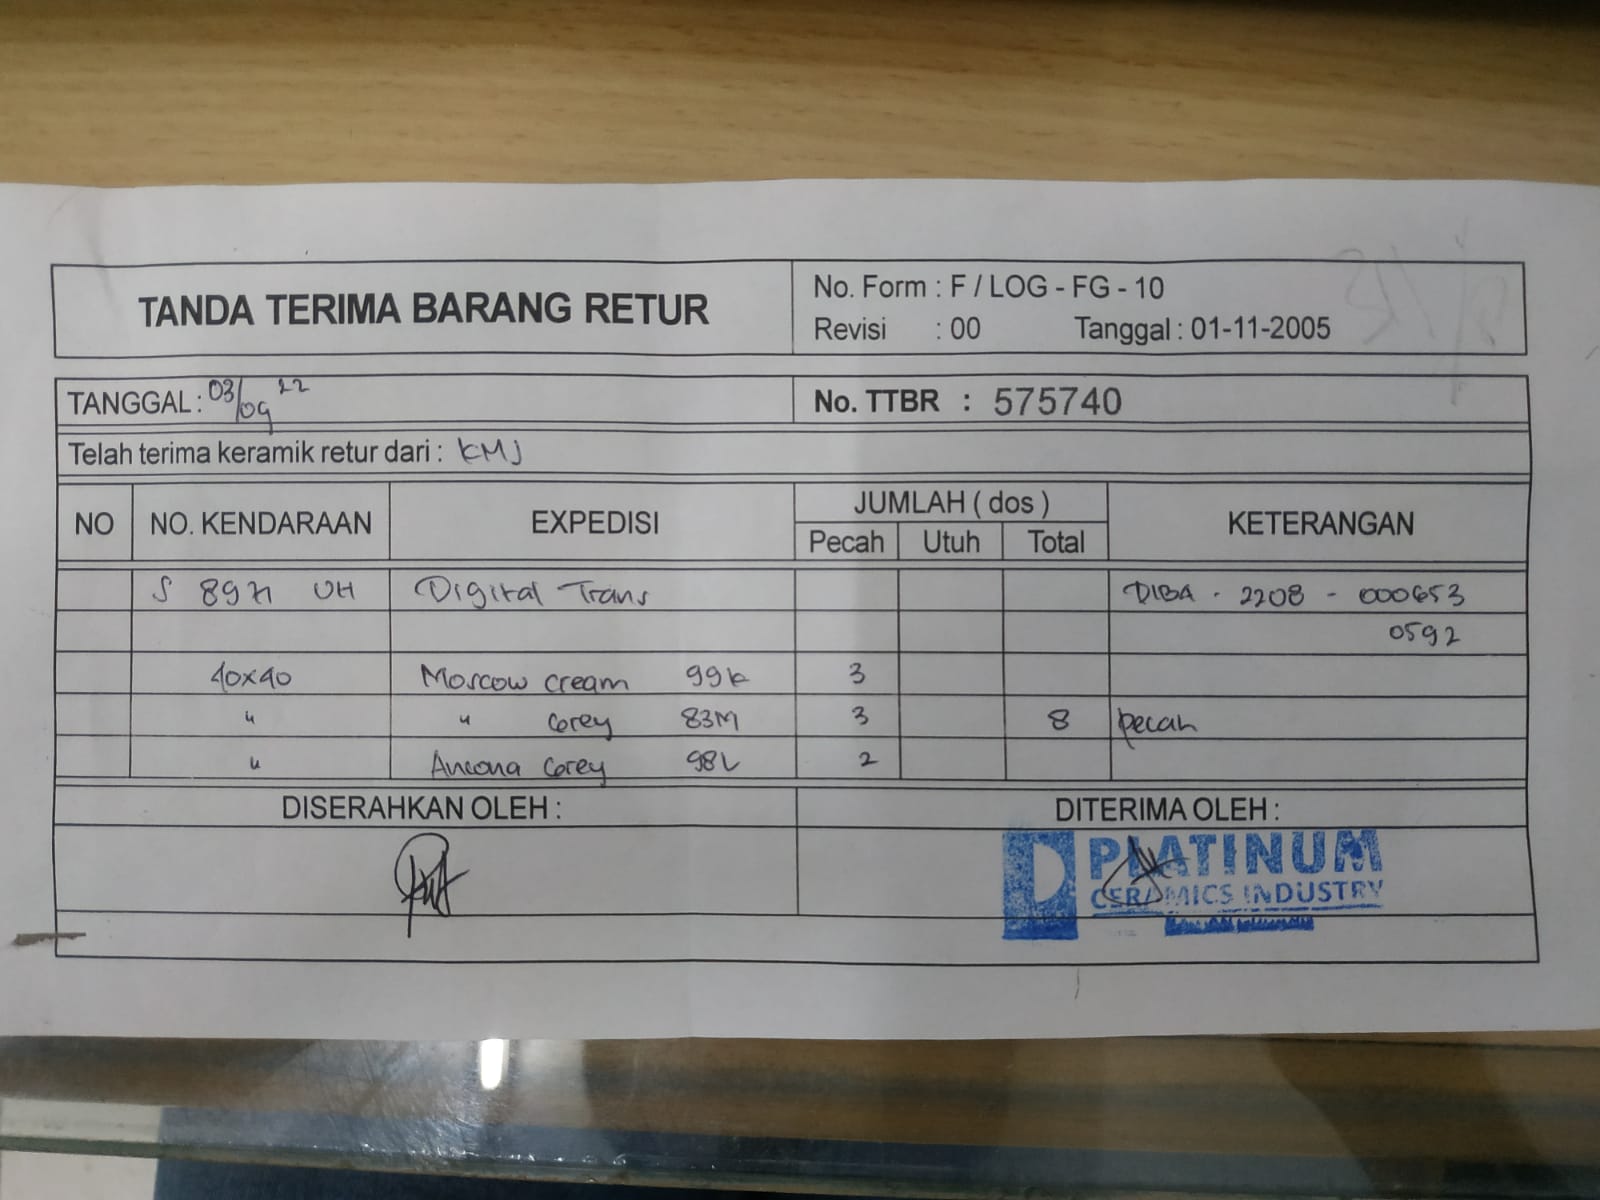 TANDA TERIMA BARANG RETUR
No. Form : F / LOG - FG - 10
Revisi : 00 Tanggal : 01-11-2005
TANGGAL : 03/09 22
No. TTBR : 575740
Telah terima keramik retur dari : KMJ
NO NO. KENDARAAN EXPEDISI JUMLAH ( dos ) KETERANGAN
Pecah Utuh Total
S UH Digital Trans DIBA - 2208 - 000653
0592
40x40 Moscow cream 99k 3
" " Grey 83M 3 8 pecah
" Ancona Grey 98L 2
DISERAHKAN OLEH : DITERIMA OLEH :
PLATINUM
CERAMICS INDUSTRY